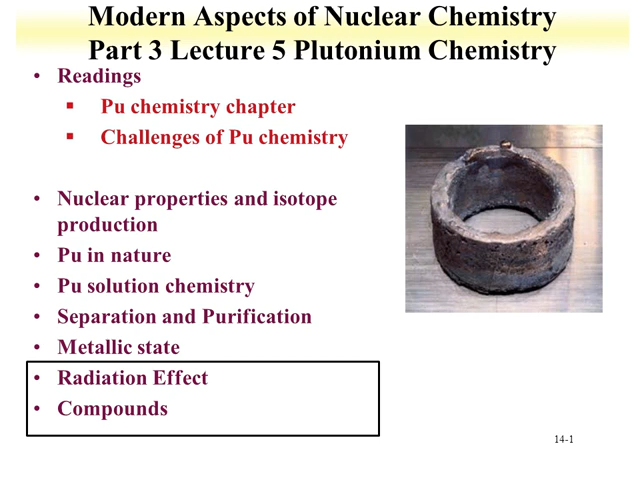 Modern Aspects of Nuclear Chemistry
Part 3 Lecture 5 Plutonium Chemistry
• Readings
▪ Pu chemistry chapter
▪ Challenges of Pu chemistry
• Nuclear properties and isotope
production
• Pu in nature
• Pu solution chemistry
• Separation and Purification
• Metallic state
• Radiation Effect
• Compounds
14-1